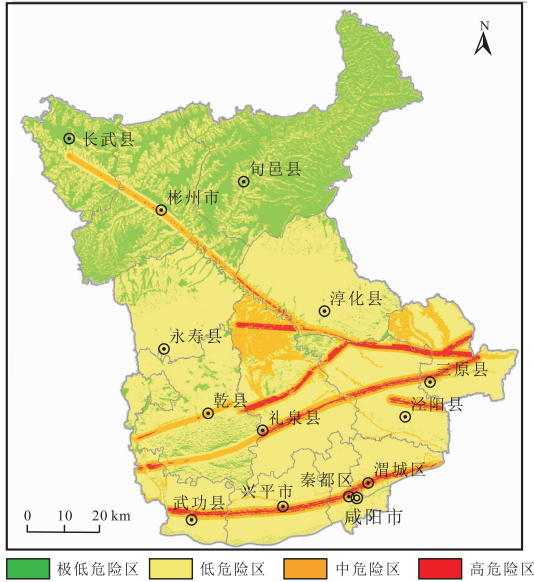 N
长武县
旬邑县
彬州市
淳化县
永寿县
三原县
乾县
泾阳县
礼泉县
渭城区
秦都区
兴平市
武功县
咸阳市
0 10 20 km
极低危险区 低危险区 中危险区 高危险区